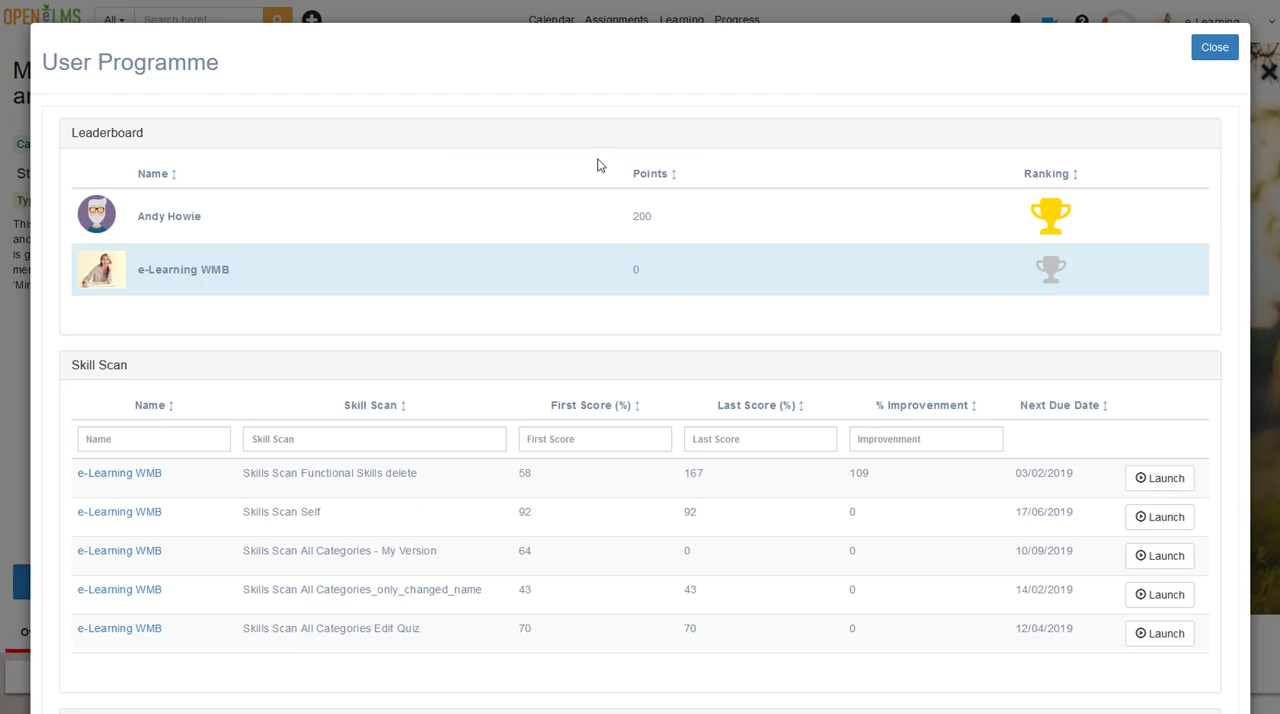 OPEN eLMS
All
Search here!
Calendar
Assignments
Learning
Progress
e-Learning
User Programme
Close
Leaderboard
Name Points Ranking
Andy Howie 200
e-Learning WMB 0
Skill Scan
Name Skill Scan First Score (%) Last Score (%) % Improvenment Next Due Date
Name Skill Scan First Score Last Score Improvenment
e-Learning WMB Skills Scan Functional Skills delete 58 167 109 03/02/2019 Launch
e-Learning WMB Skills Scan Self 92 92 0 17/06/2019 Launch
e-Learning WMB Skills Scan All Categories - My Version 64 0 0 10/09/2019 Launch
e-Learning WMB Skills Scan All Categories_only_changed_name 43 43 0 14/02/2019 Launch
e-Learning WMB Skills Scan All Categories Edit Quiz 70 70 0 12/04/2019 Launch